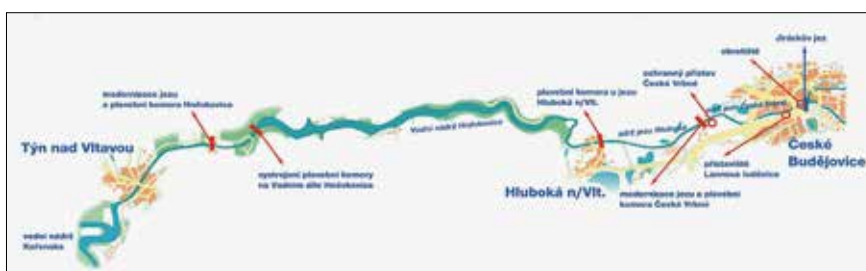 Jiráskův jez
obratiště
ochranný přístav
České Vrbné
plavební komora u jezu
Hluboká n/Vlt.
modernizace jezu
a plavební komora Hněvkovice
Vodní nádrž Hněvkovice
Týn nad Vltavou
vystrojení plavební komory
na Vodním díle Hněvkovice
České
Budějovice
přístaviště
Lannova loděnice
Hluboká n/Vlt.
modernizace jezu a plavební
komora České Vrbné
vodní nádrž
Kořensko